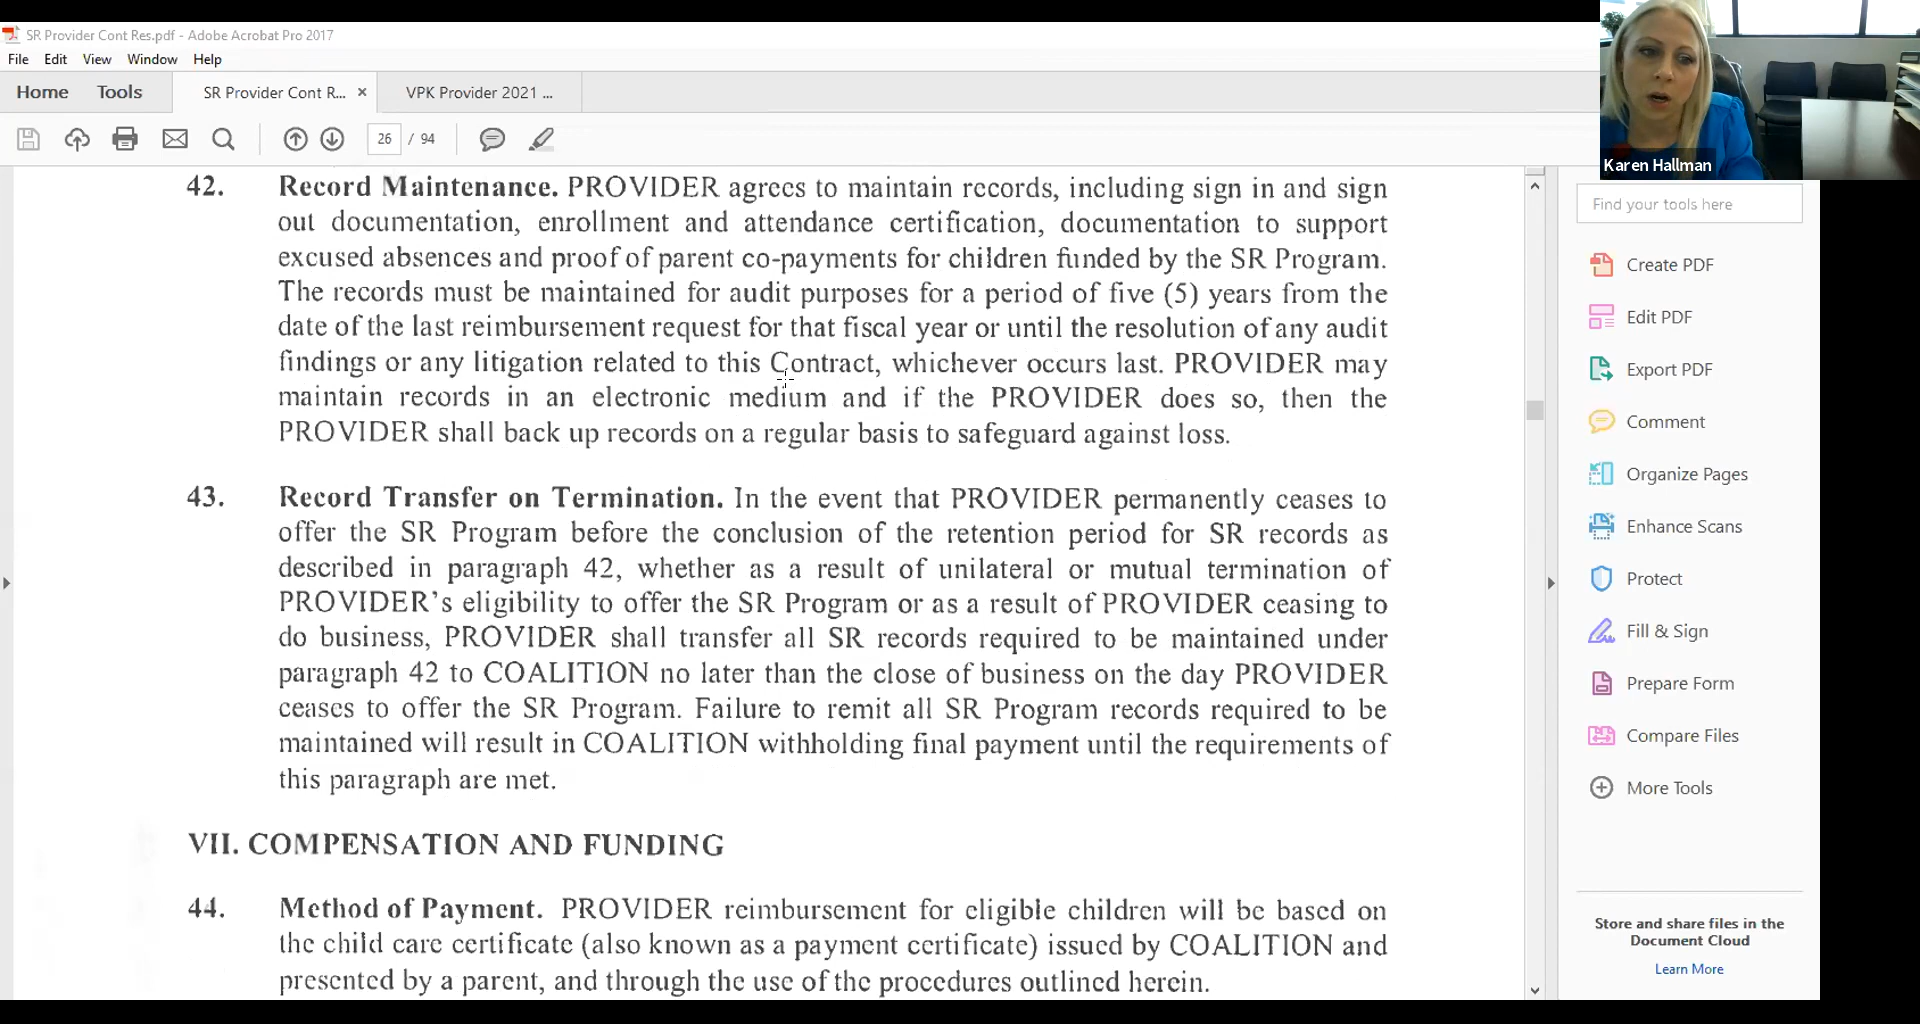 SR Provider Cont Res.pdf - Adobe Acrobat Pro 2017
File Edit View Window Help
Home Tools SR Provider Cont R... × VPK Provider 2021 ...
26 / 94
Karen Hallman
42. Record Maintenance. PROVIDER agrees to maintain records, including sign in and sign
out documentation, enrollment and attendance certification, documentation to support
excused absences and proof of parent co-payments for children funded by the SR Program.
The records must be maintained for audit purposes for a period of five (5) years from the
date of the last reimbursement request for that fiscal year or until the resolution of any audit
findings or any litigation related to this Contract, whichever occurs last. PROVIDER may
maintain records in an electronic medium and if the PROVIDER does so, then the
PROVIDER shall back up records on a regular basis to safeguard against loss.
43. Record Transfer on Termination. In the event that PROVIDER permanently ceases to
offer the SR Program before the conclusion of the retention period for SR records as
described in paragraph 42, whether as a result of unilateral or mutual termination of
PROVIDER's eligibility to offer the SR Program or as a result of PROVIDER ceasing to
do business, PROVIDER shall transfer all SR records required to be maintained under
paragraph 42 to COALITION no later than the close of business on the day PROVIDER
ceases to offer the SR Program. Failure to remit all SR Program records required to be
maintained will result in COALITION withholding final payment until the requirements of
this paragraph are met.
VII. COMPENSATION AND FUNDING
44. Method of Payment. PROVIDER reimbursement for eligible children will be based on
the child care certificate (also known as a payment certificate) issued by COALITION and
presented by a parent, and through the use of the procedures outlined herein.
Find your tools here
Create PDF
Edit PDF
Export PDF
Comment
Organize Pages
Enhance Scans
Protect
Fill & Sign
Prepare Form
Compare Files
More Tools
Store and share files in the
Document Cloud
Learn More